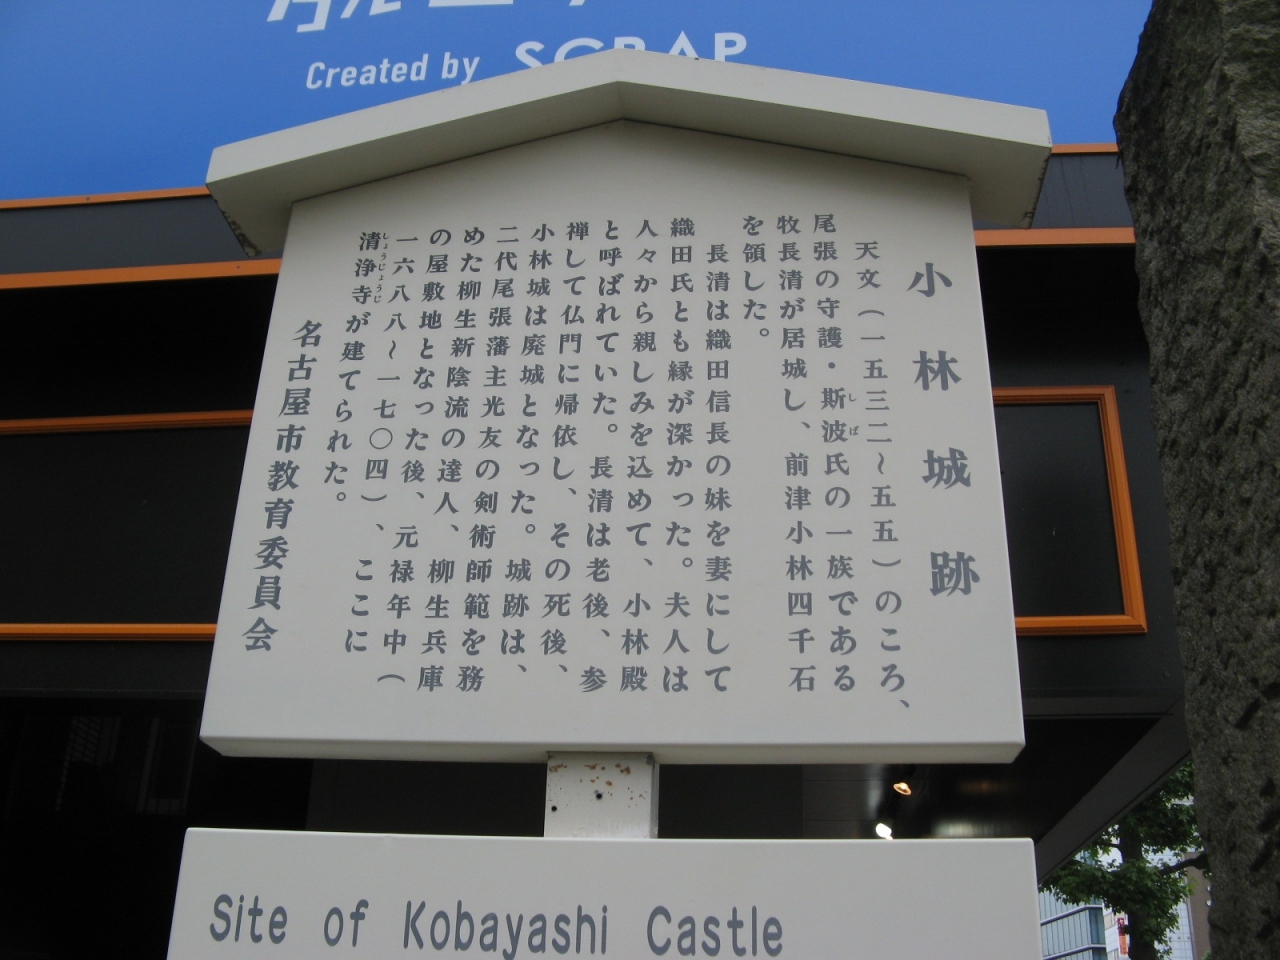 Created by SCRAP
小林城跡
天文（一五三二〜五五）のころ、
尾張の守護・斯波氏の一族である
しば
牧長清が居城し、前津小林四千石
を領した。
長清は織田信長の妹を妻にして
織田氏とも縁が深かった。夫人は
人々から親しみを込めて、小林殿
と呼ばれていた。長清は老後、参
禅して仏門に帰依し、その死後、
小林城は廃城となった。城跡は、
二代尾張藩主光友の剣術師範を務
めた柳生新陰流の達人、柳生兵庫
の屋敷地となった後、元禄年中（
一六八八〜一七〇四）、ここに
清浄寺が建てられた。
しょうじょうじ
名古屋市教育委員会
Site of Kobayashi Castle